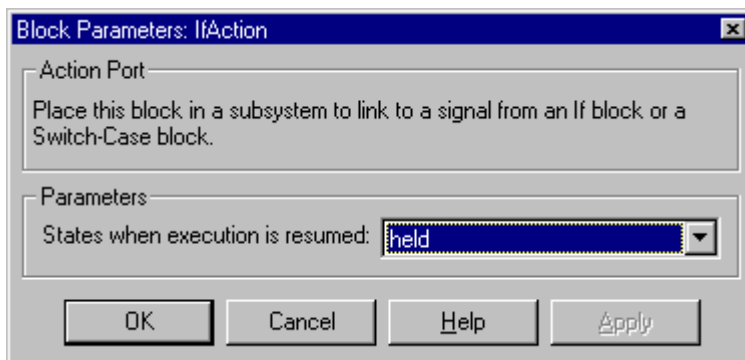 Block Parameters: IfAction
Action Port
Place this block in a subsystem to link to a signal from an If block or a
Switch-Case block.
Parameters
States when execution is resumed: held
OK Cancel Help Apply